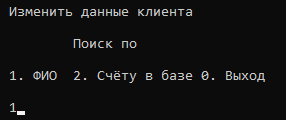 Изменить данные клиента
Поиск по
1. ФИО 2. Счёту в базе 0. Выход
1